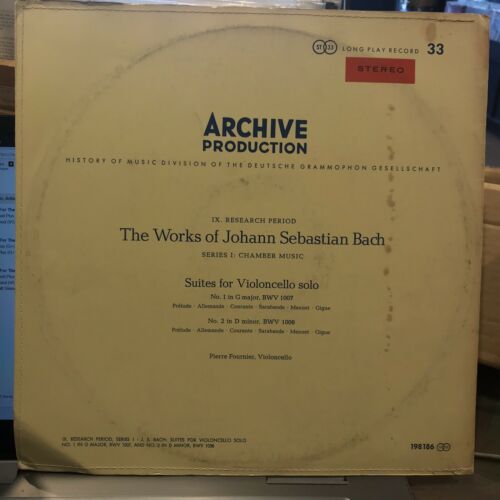 ST 33 LONG PLAY RECORD 33
STEREO
ARCHIVE
PRODUCTION
HISTORY OF MUSIC DIVISION OF THE DEUTSCHE GRAMMOPHON GESELLSCHAFT
IX. RESEARCH PERIOD
The Works of Johann Sebastian Bach
SERIES I: CHAMBER MUSIC
Suites for Violoncello solo
No. 1 in G major, BWV 1007
Prélude · Allemande · Courante · Sarabande · Menuet · Gigue
No. 2 in D minor, BWV 1008
Prélude · Allemande · Courante · Sarabande · Menuet · Gigue
Pierre Fournier, Violoncello
IX. RESEARCH PERIOD, SERIES I : J. S. BACH: SUITES FOR VIOLONCELLO SOLO
NO. 1 IN G MAJOR, BWV 1007, AND NO. 2 IN D MINOR, BWV 1008
198186